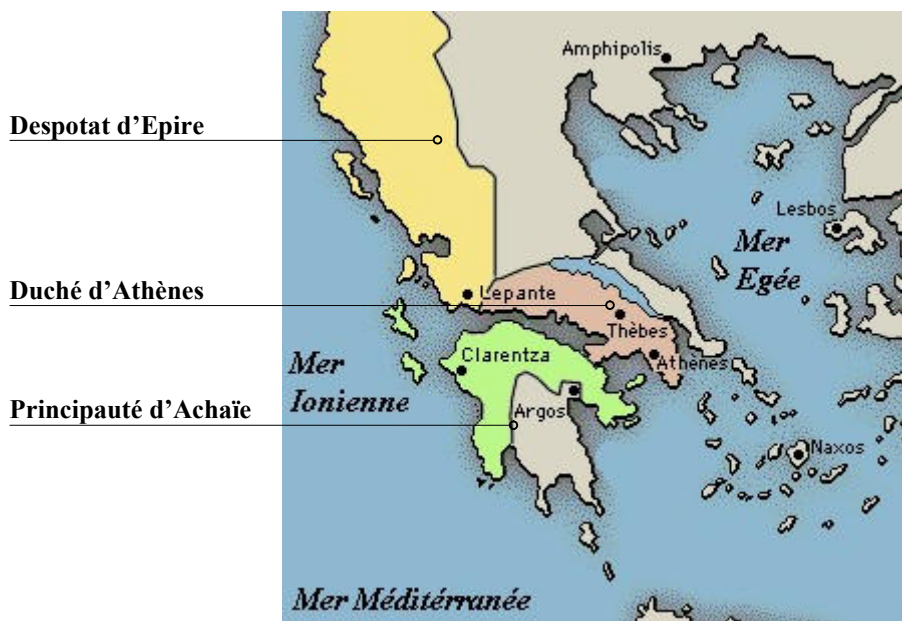 Amphipolis
Despotat d’Epire
Lesbos
Mer
Egée
Duché d’Athènes
Lepante
Thèbes
Clarentza
Athènes
Mer
Ionienne
Principauté d’Achaïe
Argos
Naxos
Mer Méditérranée